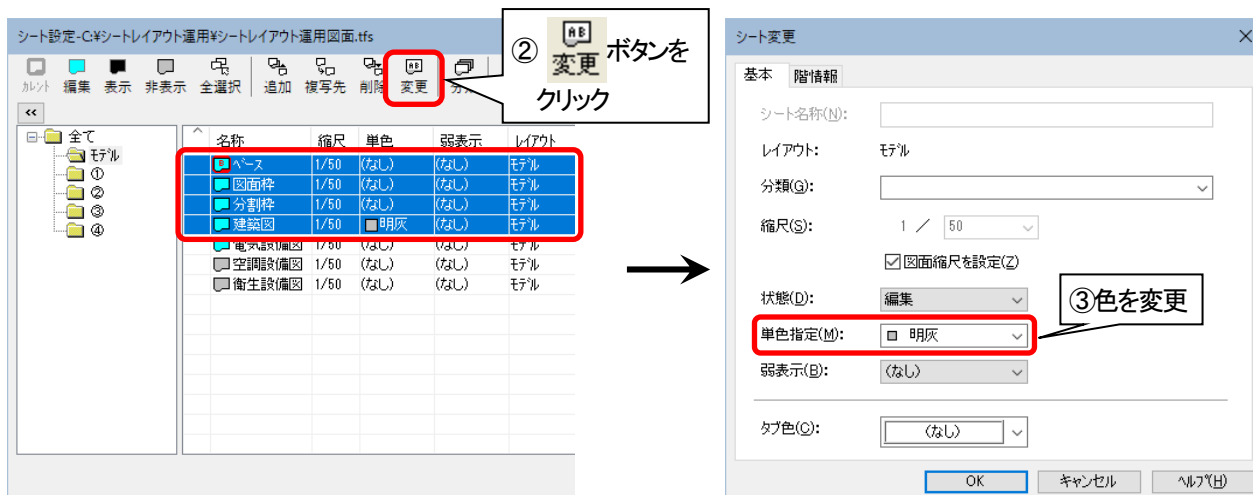 シート設定-C:¥シートレイアウト運用¥シートレイアウト運用図面.tfs
ｶﾚﾝﾄ 編集 表示 非表示 全選択 追加 複写先 削除 変更
<<
② 変更 ボタンを
クリック
全て
ﾓﾃﾞﾙ
①
②
③
④
名称 縮尺 単色 弱表示 ﾚｲｱｳﾄ
ﾍﾞｰｽ 1/50 (なし) (なし) ﾓﾃﾞﾙ
図面枠 1/50 (なし) (なし) ﾓﾃﾞﾙ
分割枠 1/50 (なし) (なし) ﾓﾃﾞﾙ
建築図 1/50 明灰 (なし) ﾓﾃﾞﾙ
電気設備図 1/50 (なし) (なし) ﾓﾃﾞﾙ
空調設備図 1/50 (なし) (なし) ﾓﾃﾞﾙ
衛生設備図 1/50 (なし) (なし) ﾓﾃﾞﾙ
シート変更
基本 階情報
シート名称(N):
ﾚｲｱｳﾄ: ﾓﾃﾞﾙ
分類(G):
縮尺(S): 1 ／ 50
図面縮尺を設定(Z)
状態(D): 編集
③色を変更
単色指定(M): 明灰
弱表示(B): (なし)
タブ色(C): (なし)
OK キャンセル ﾍﾙﾌﾟ(H)